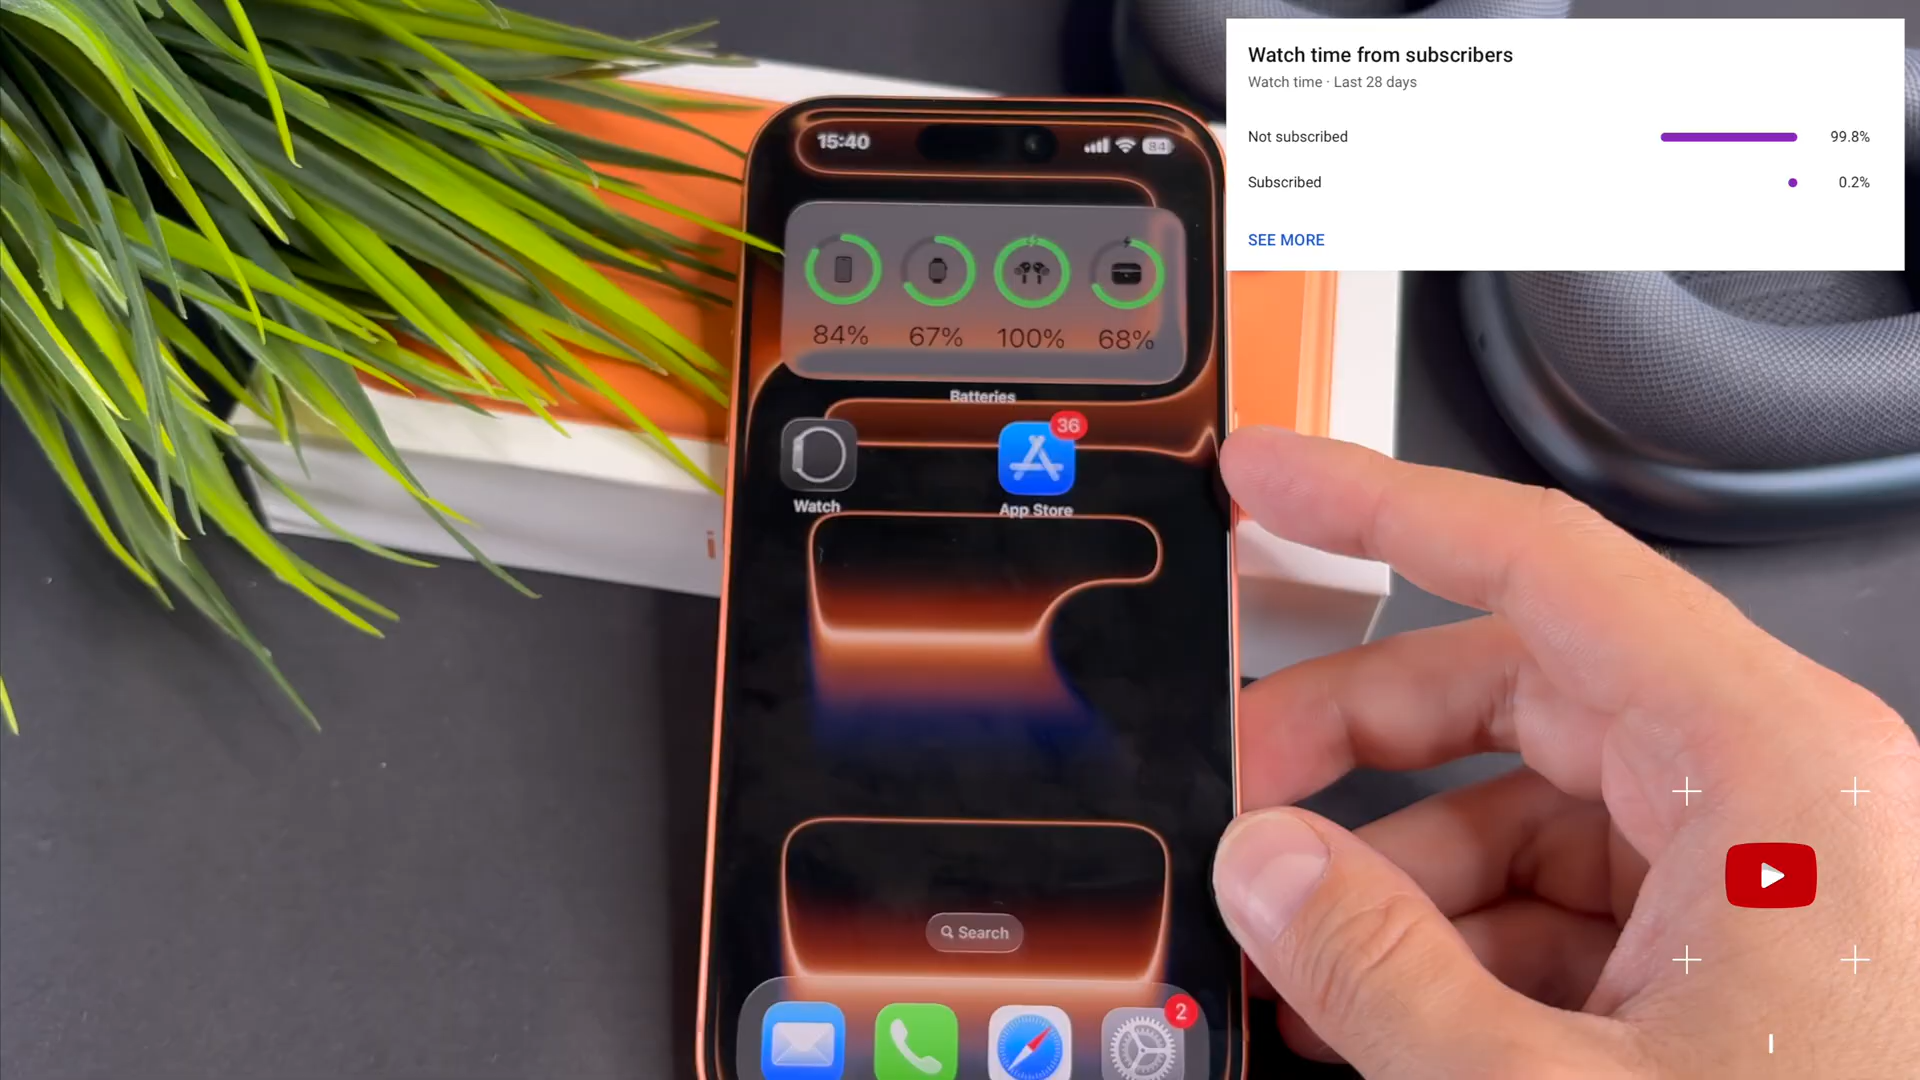 Watch time from subscribers
Watch time · Last 28 days
Not subscribed 99.8%
Subscribed 0.2%
SEE MORE
15:40 84
84% 67% 100% 68%
Batteries
36
Watch App Store
Search
2